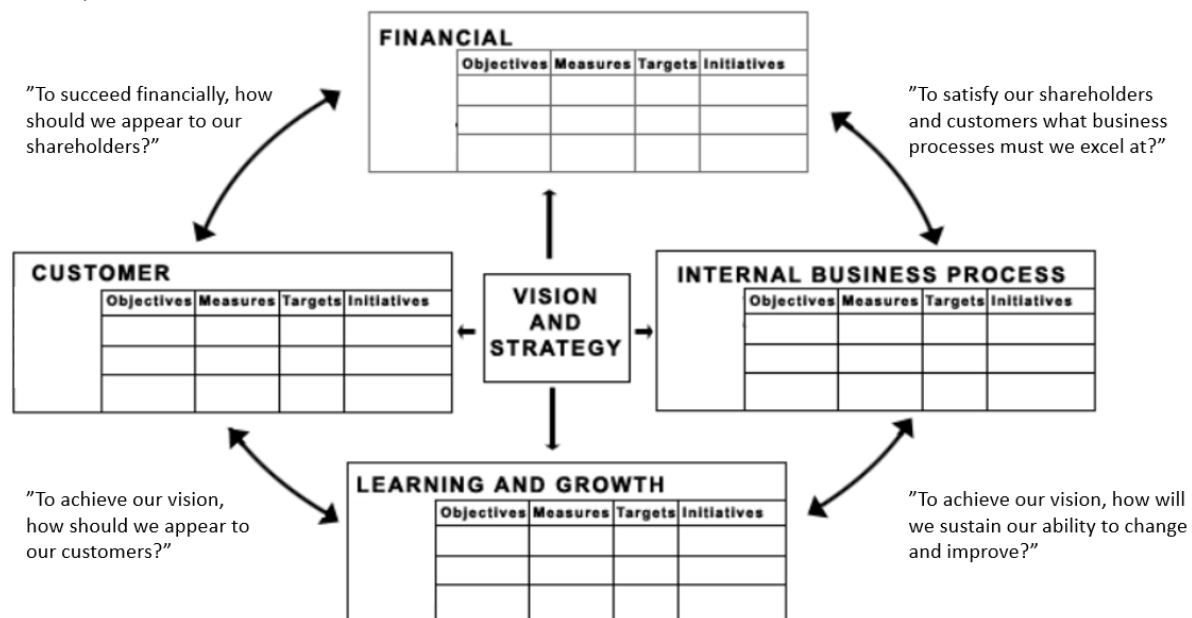 FINANCIAL
Objectives Measures Targets Initiatives
”To succeed financially, how
should we appear to our
shareholders?”
”To satisfy our shareholders
and customers what business
processes must we excel at?”
CUSTOMER
Objectives Measures Targets Initiatives
VISION
AND
STRATEGY
INTERNAL BUSINESS PROCESS
Objectives Measures Targets Initiatives
”To achieve our vision,
how should we appear to
our customers?”
LEARNING AND GROWTH
Objectives Measures Targets Initiatives
”To achieve our vision, how will
we sustain our ability to change
and improve?”